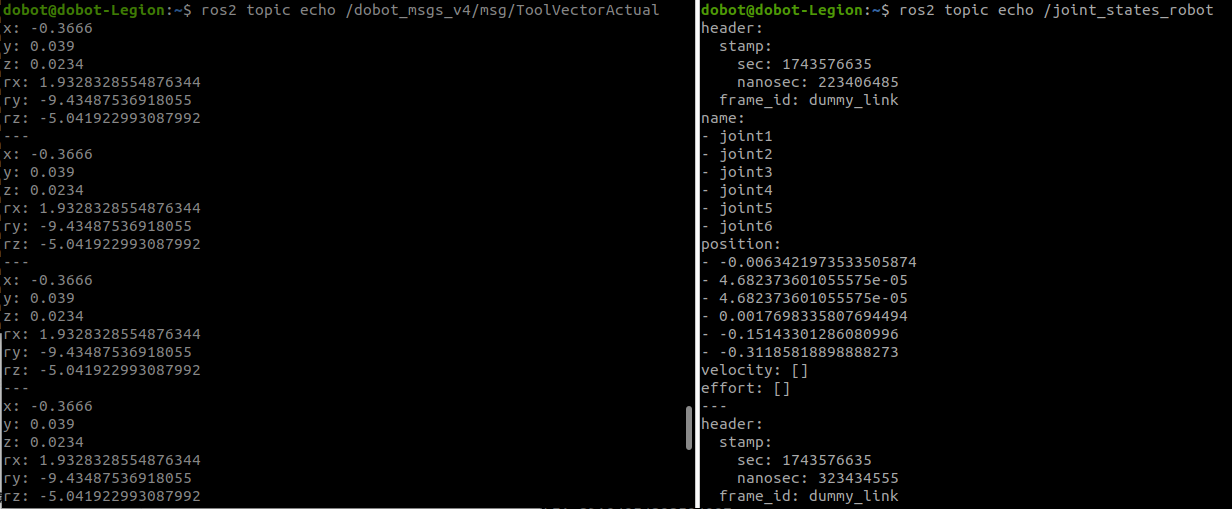 dobot@dobot-Legion:~$ ros2 topic echo /dobot_msgs_v4/msg/ToolVectorActual
x: -0.3666
y: 0.039
z: 0.0234
rx: 1.9328328554876344
ry: -9.43487536918055
rz: -5.041922993087992
---
x: -0.3666
y: 0.039
z: 0.0234
rx: 1.9328328554876344
ry: -9.43487536918055
rz: -5.041922993087992
---
x: -0.3666
y: 0.039
z: 0.0234
rx: 1.9328328554876344
ry: -9.43487536918055
rz: -5.041922993087992
---
x: -0.3666
y: 0.039
z: 0.0234
rx: 1.9328328554876344
ry: -9.43487536918055
rz: -5.041922993087992
dobot@dobot-Legion:~$ ros2 topic echo /joint_states_robot
header:
  stamp:
    sec: 1743576635
    nanosec: 223406485
  frame_id: dummy_link
name:
- joint1
- joint2
- joint3
- joint4
- joint5
- joint6
position:
- -0.0063421973533505874
- 4.682373601055575e-05
- 4.682373601055575e-05
- 0.0017698335807694494
- -0.15143301286080996
- -0.31185818898888273
velocity: []
effort: []
---
header:
  stamp:
    sec: 1743576635
    nanosec: 323434555
  frame_id: dummy_link